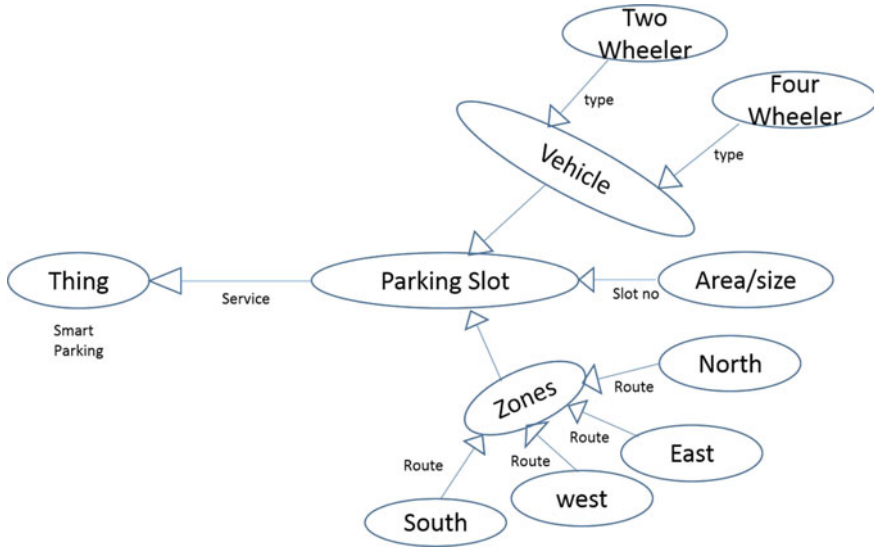 Two
Wheeler
Four
Wheeler
type
type
Vehicle
Thing
Service
Parking Slot
Slot no
Area/size
Smart
Parking
Zones
Route
North
Route
East
Route
west
Route
South